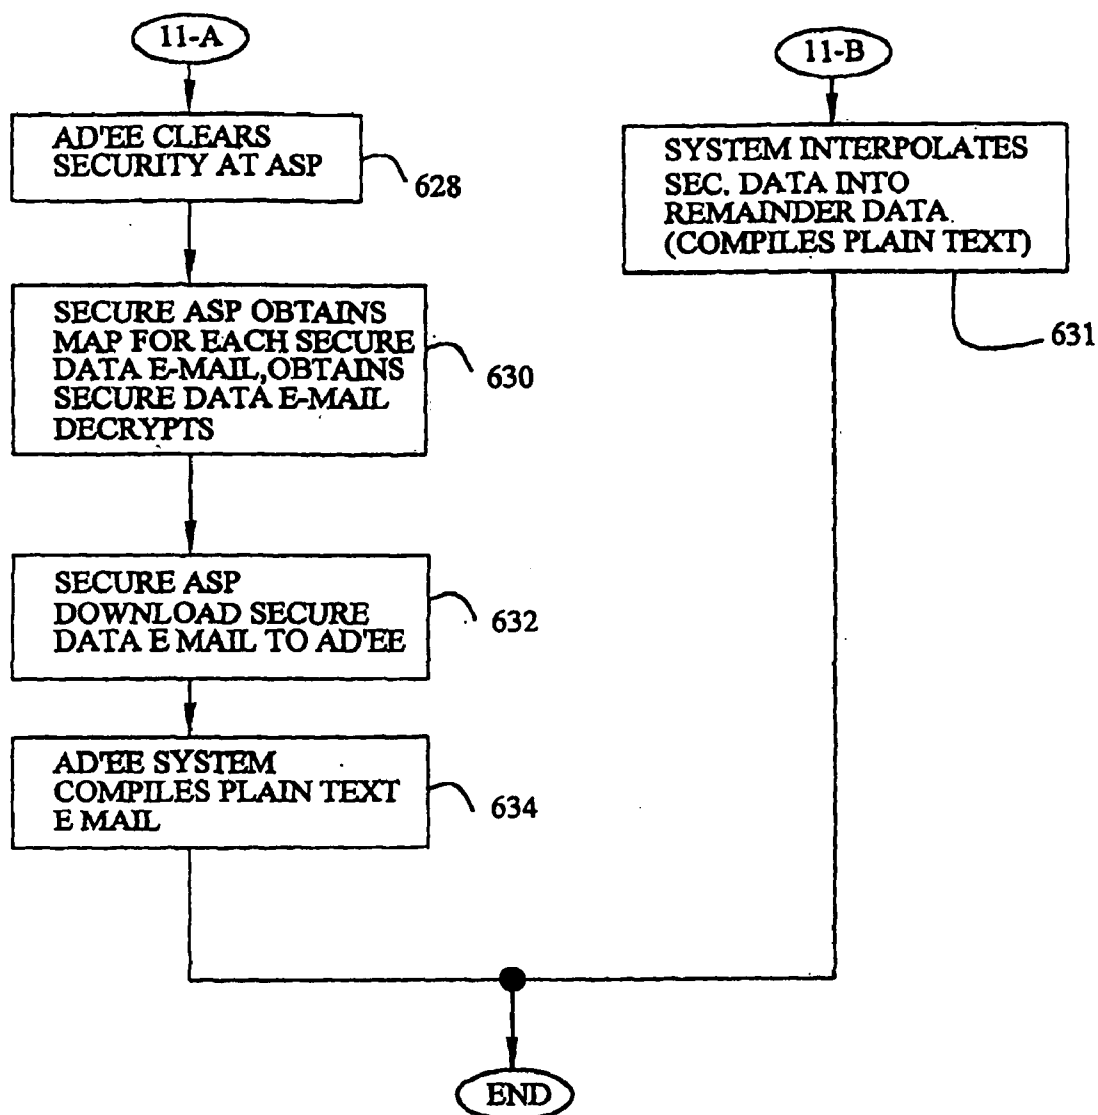 11-A
AD'EE CLEARS
SECURITY AT ASP
628
SECURE ASP OBTAINS
MAP FOR EACH SECURE
DATA E-MAIL, OBTAINS
SECURE DATA E-MAIL
DECRYPTS
630
SECURE ASP
DOWNLOAD SECURE
DATA E MAIL TO AD'EE
632
AD'EE SYSTEM
COMPILES PLAIN TEXT
E MAIL
634
11-B
SYSTEM INTERPOLATES
SEC. DATA INTO
REMAINDER DATA
(COMPILES PLAIN TEXT)
631
END